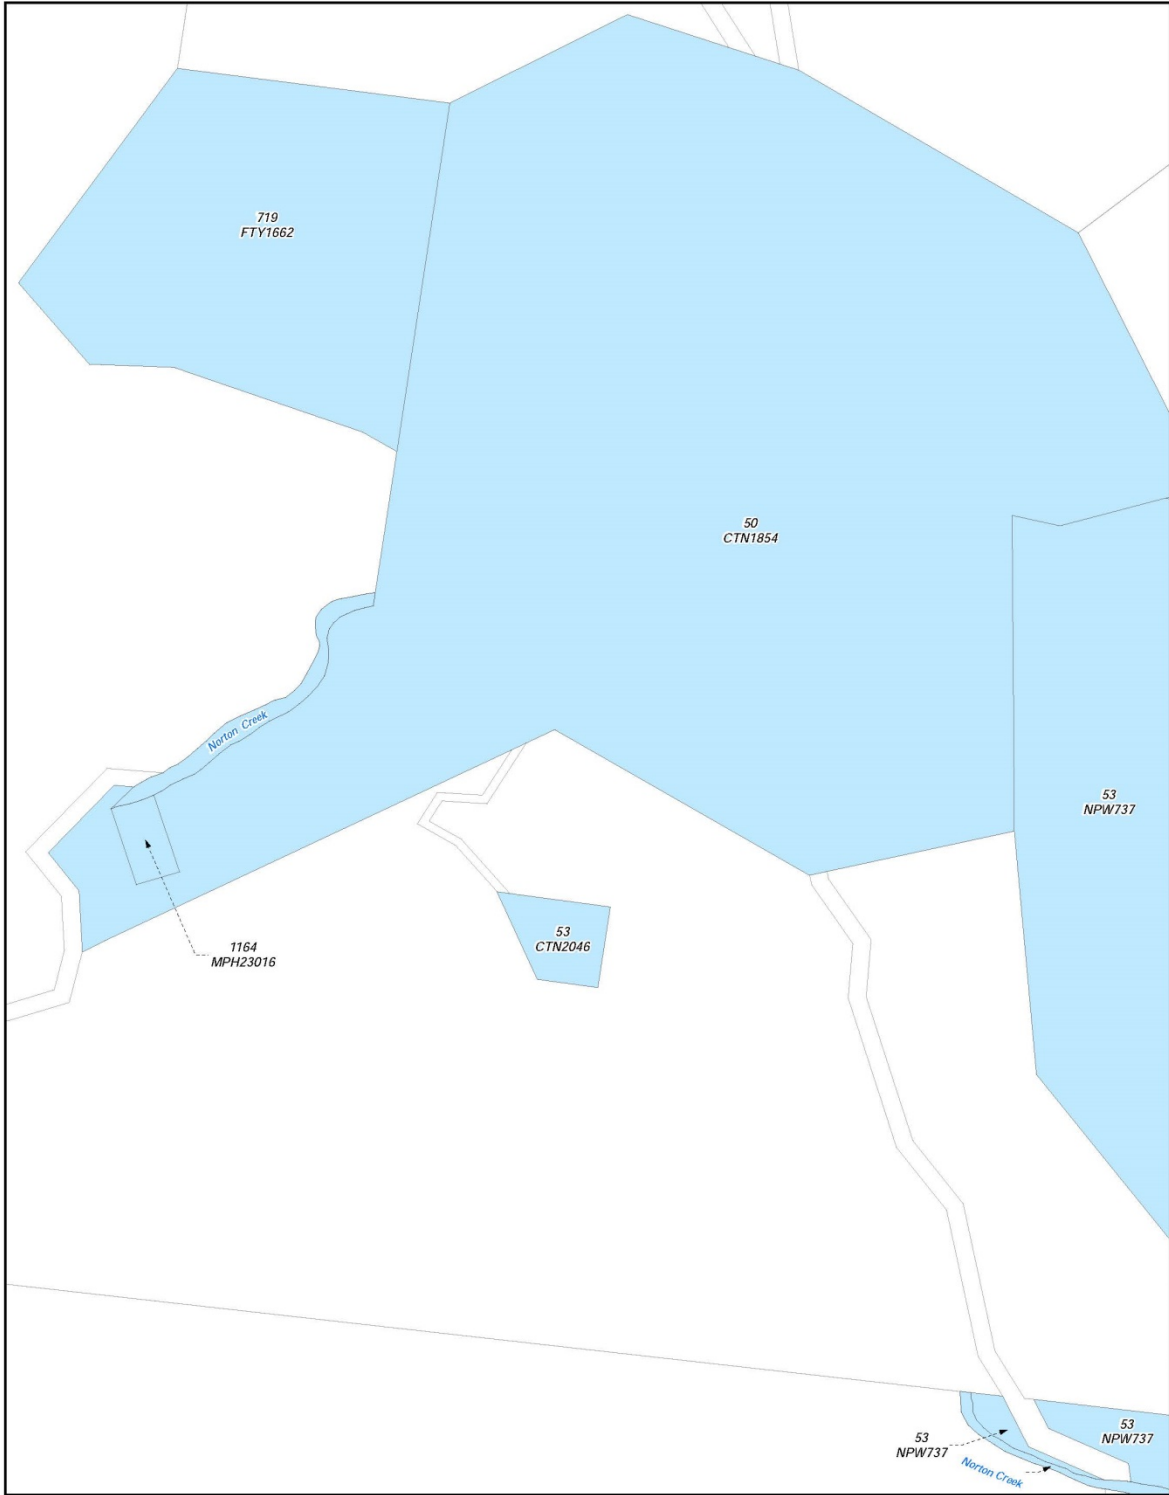 719
FTY1662
50
CTN1854
Norton Creek
53
NPW737
1164
MPH23016
53
CTN2046
53
NPW737
53
NPW737
Norton Creek